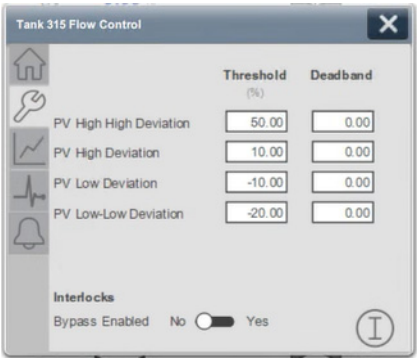 Tank 315 Flow Control
Threshold Deadband
(%)
PV High High Deviation 50.00 0.00
PV High Deviation 10.00 0.00
PV Low Deviation -10.00 0.00
PV Low-Low Deviation -20.00 0.00
Interlocks
Bypass Enabled No Yes
I